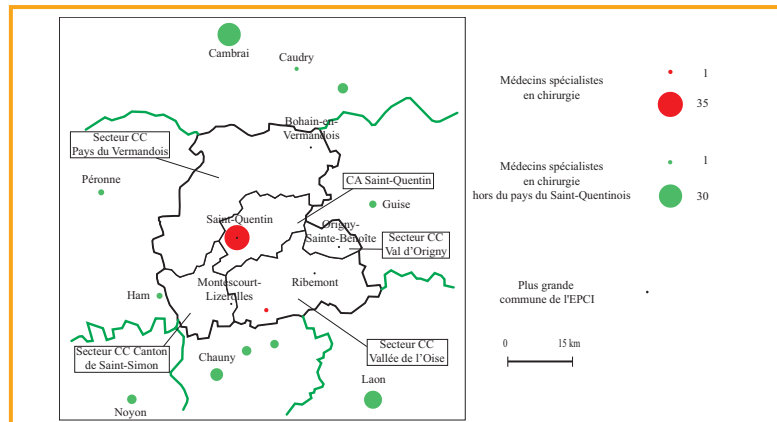 Cambrai
Caudry
Bohain-en-
Vermandois
Secteur CC
Pays du Vermandois
CA Saint-Quentin
Péronne
Guise
Saint-Quentin
Origny-
Sainte-Benoîte
Secteur CC
Val d'Origny
Ham
Montescourt-
Lizerolles
Ribemont
Secteur CC Canton
de Saint-Simon
Chauny
Secteur CC
Vallée de l'Oise
Laon
Noyon
Médecins spécialistes
en chirurgie
1
35
Médecins spécialistes
en chirurgie
hors du pays du Saint-Quentinois
1
30
Plus grande
commune de l'EPCI
0 15 km